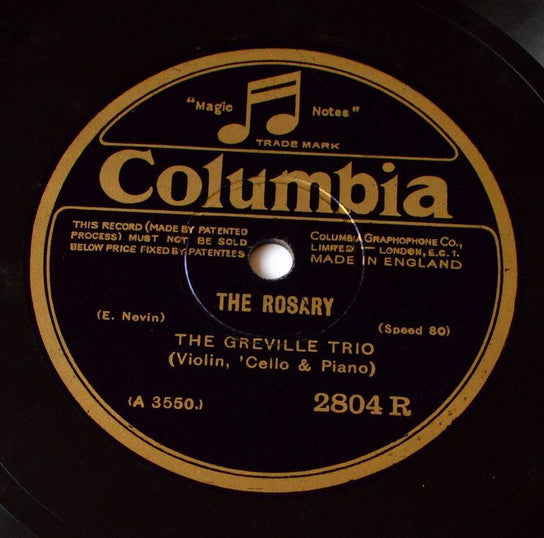 "Magic Notes"
TRADE MARK
Columbia
THIS RECORD (MADE BY PATENTED
PROCESS) MUST NOT BE SOLD
BELOW PRICE FIXED BY PATENTEES
COLUMBIA GRAPHOPHONE CO.,
LIMITED — LONDON, E.C.1.
MADE IN ENGLAND
THE ROSARY
(E. Nevin)
(Speed 80)
THE GREVILLE TRIO
(Violin, 'Cello & Piano)
(A 3550.)
2804 R